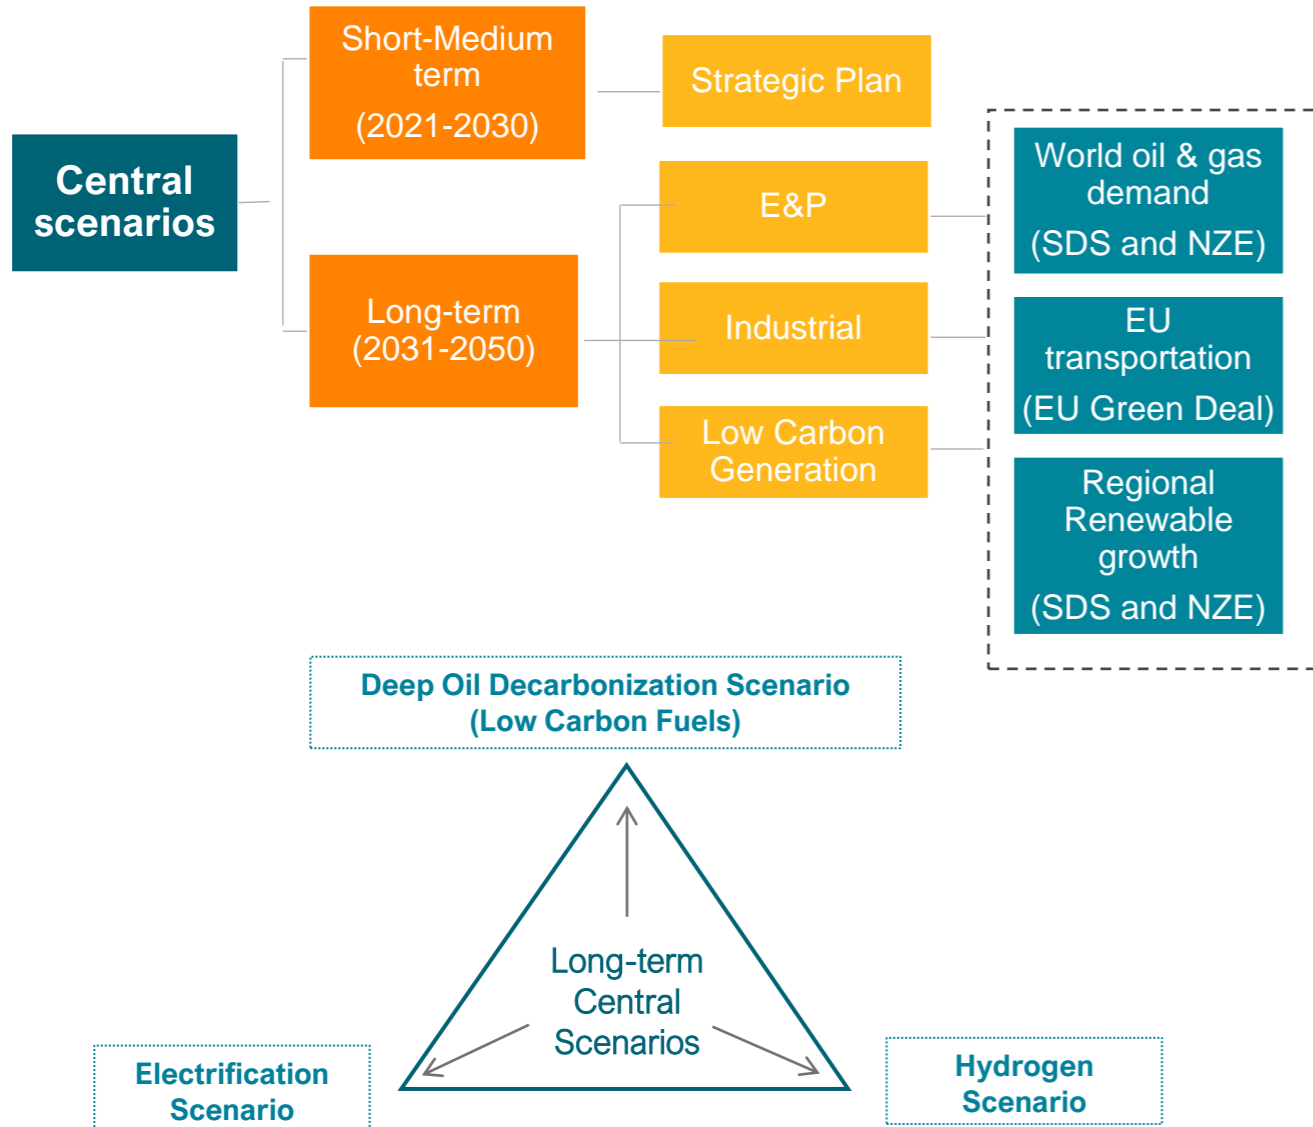 Central
scenarios
Short-Medium
term
(2021-2030)
Long-term
(2031-2050)
Strategic Plan
E&P
Industrial
Low Carbon
Generation
World oil & gas
demand
(SDS and NZE)
EU
transportation
(EU Green Deal)
Regional
Renewable
growth
(SDS and NZE)
Deep Oil Decarbonization Scenario
(Low Carbon Fuels)
Long-term
Central
Scenarios
Electrification
Scenario
Hydrogen
Scenario